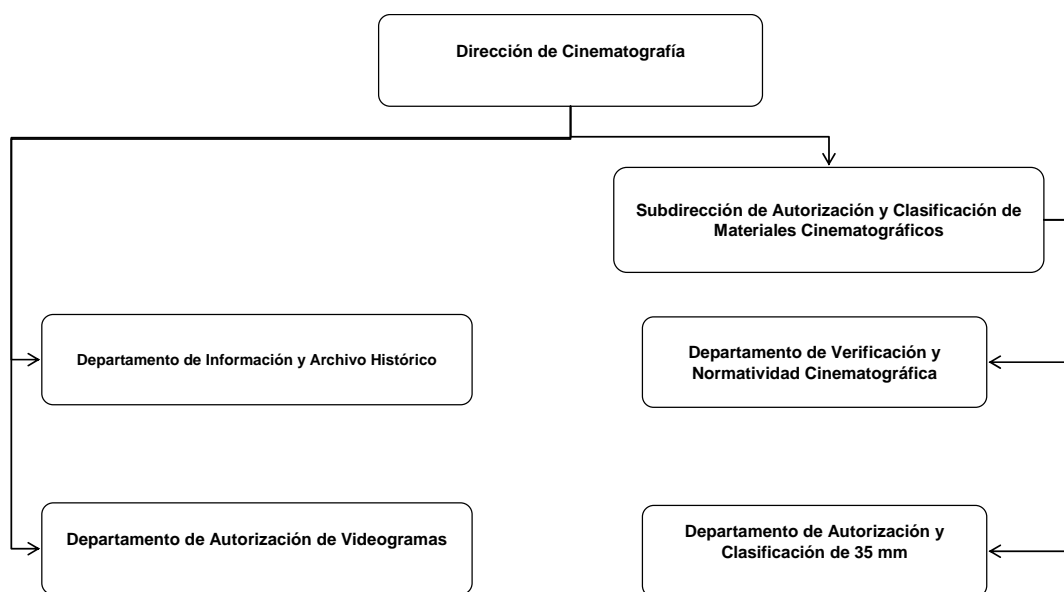 Dirección de Cinematografía
Subdirección de Autorización y Clasificación de
Materiales Cinematográficos
Departamento de Información y Archivo Histórico
Departamento de Verificación y
Normatividad Cinematográfica
Departamento de Autorización de Videogramas
Departamento de Autorización y
Clasificación de 35 mm